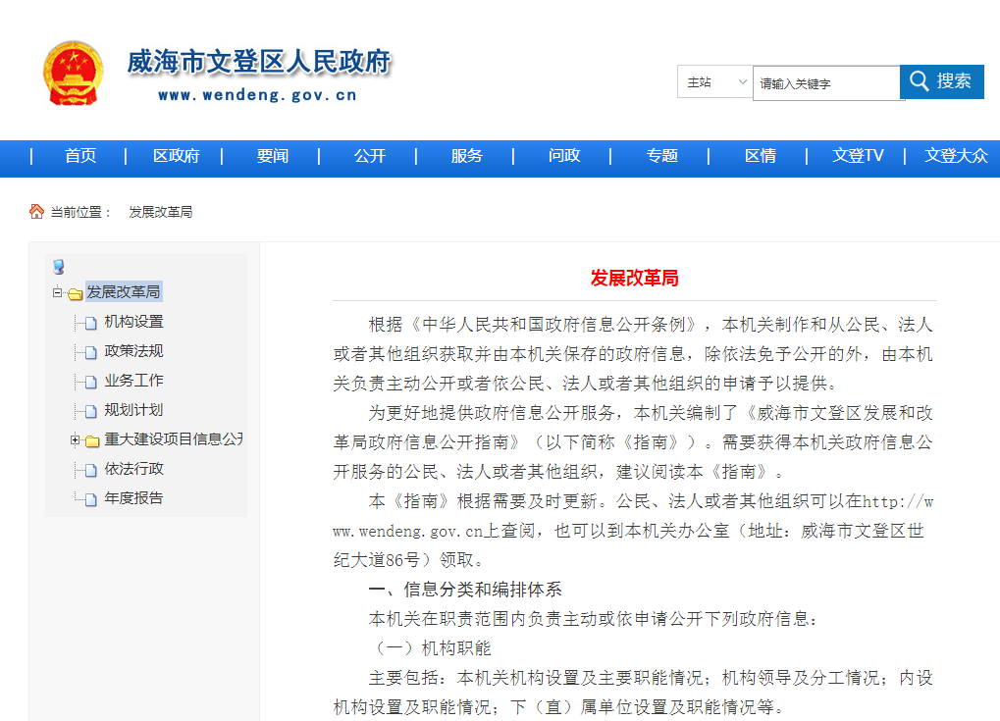 威海市文登区人民政府
www.wendeng.gov.cn
主站 请输入关键字 搜索
首页 区政府 要闻 公开 服务 问政 专题 区情 文登TV 文登大众
当前位置： 发展改革局
发展改革局
机构设置
政策法规
业务工作
规划计划
重大建设项目信息公开
依法行政
年度报告
发展改革局
根据《中华人民共和国政府信息公开条例》，本机关制作和从公民、法人
或者其他组织获取并由本机关保存的政府信息，除依法免予公开的外，由本机
关负责主动公开或者依公民、法人或者其他组织的申请予以提供。
为更好地提供政府信息公开服务，本机关编制了《威海市文登区发展和改
革局政府信息公开指南》（以下简称《指南》）。需要获得本机关政府信息公
开服务的公民、法人或者其他组织，建议阅读本《指南》。
本《指南》根据需要及时更新。公民、法人或者其他组织可以在http://w
ww.wendeng.gov.cn上查阅，也可以到本机关办公室（地址：威海市文登区世
纪大道86号）领取。
一、信息分类和编排体系
本机关在职责范围内负责主动或依申请公开下列政府信息：
（一）机构职能
主要包括：本机关机构设置及主要职能情况；机构领导及分工情况；内设
机构设置及职能情况；下（直）属单位设置及职能情况等。